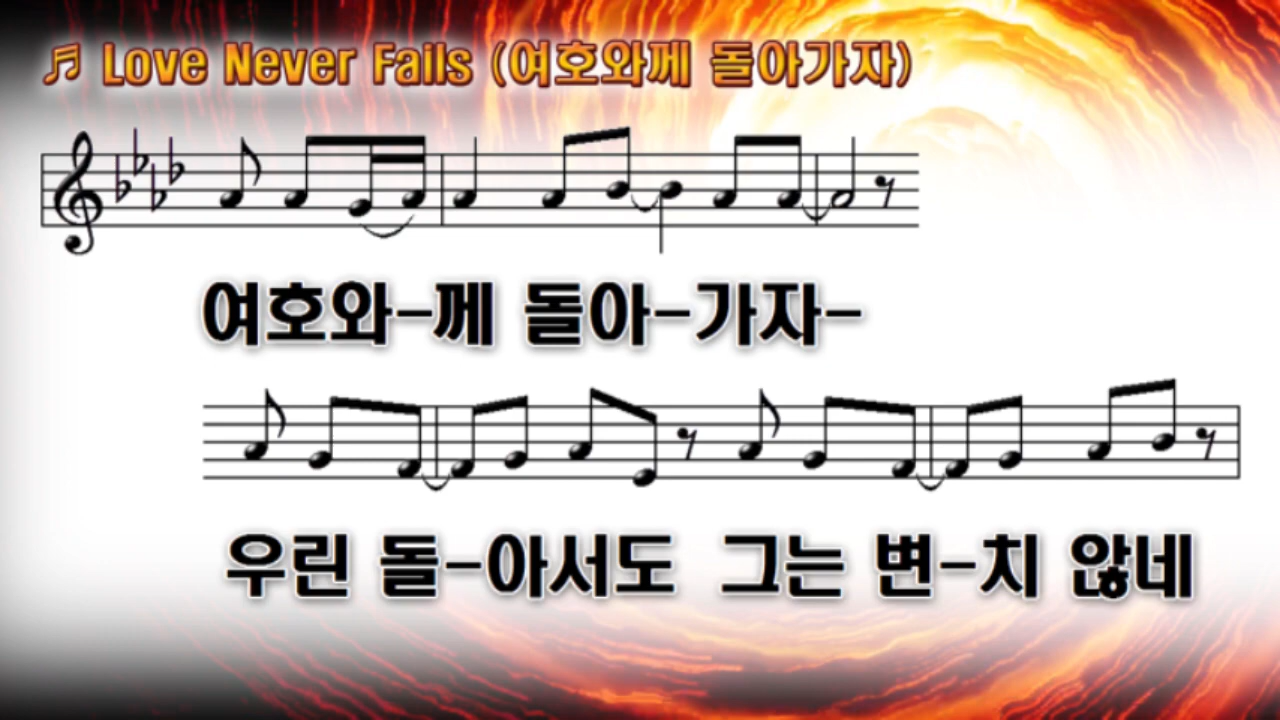 ♬ Love Never Fails (여호와께 돌아가자)
여호와-께 돌아-가자-
우린 돌-아서도 그는 변-치 않네